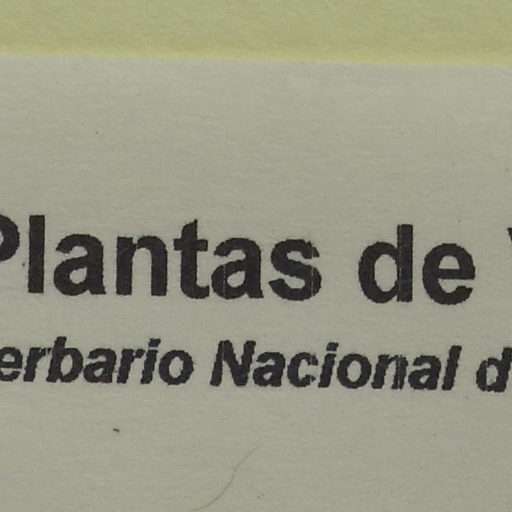 Plantas de
erbario Nacional d